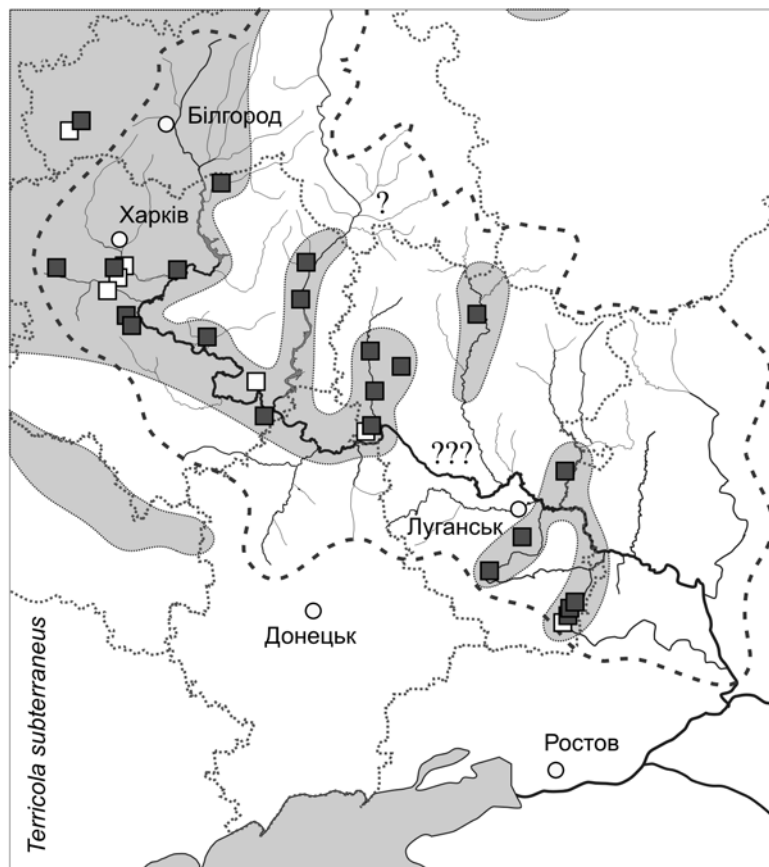 Білгород
?
Харків
???
Луганськ
Донецьк
Ростов
Terricola subterraneus